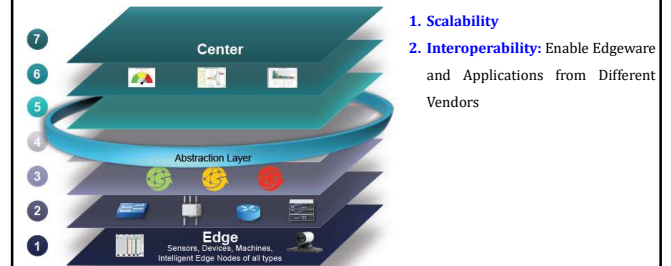 7
Center
6
5
4
Abstraction Layer
3
2
1
Edge
Sensors, Devices, Machines,
Intelligent Edge Nodes of all types
1. Scalability
2. Interoperability: Enable Edgeware
and Applications from Different
Vendors